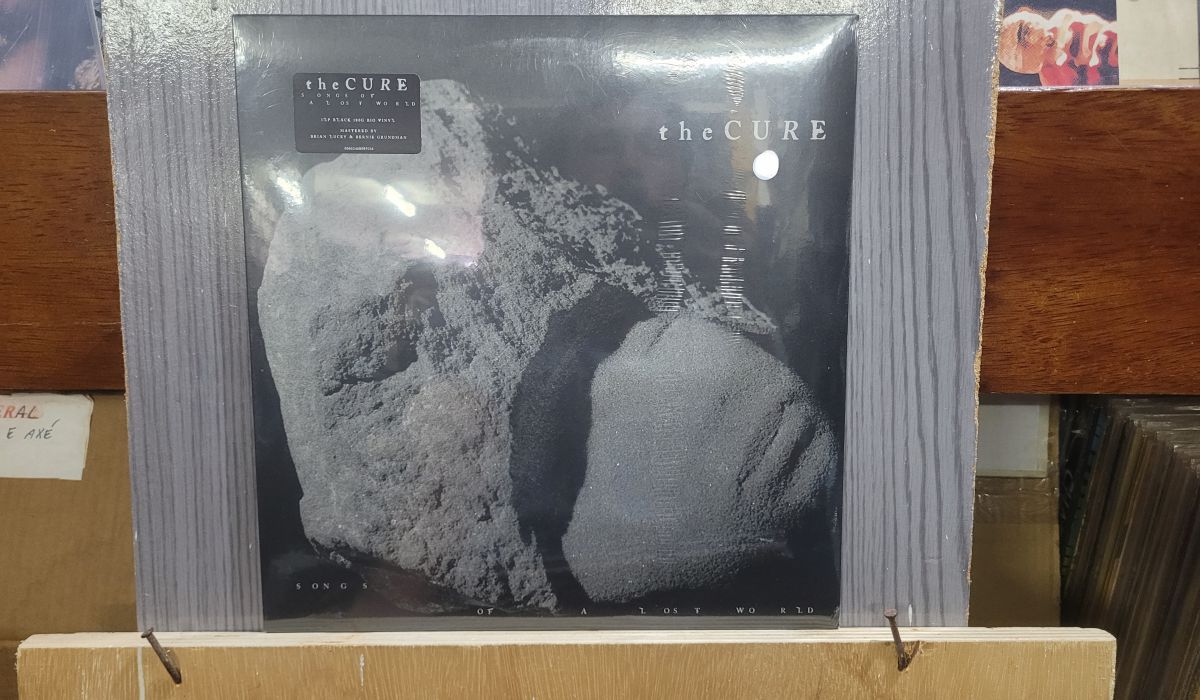 theCURE
SONGS OF
A LOST WORLD
1LP BLACK 180G BIO VINYL
MASTERED BY
BRIAN LUCEY & BERNIE GRUNDMAN
theCURE
SONGS
OF A LOST WORLD
ERAL
E AXÉ